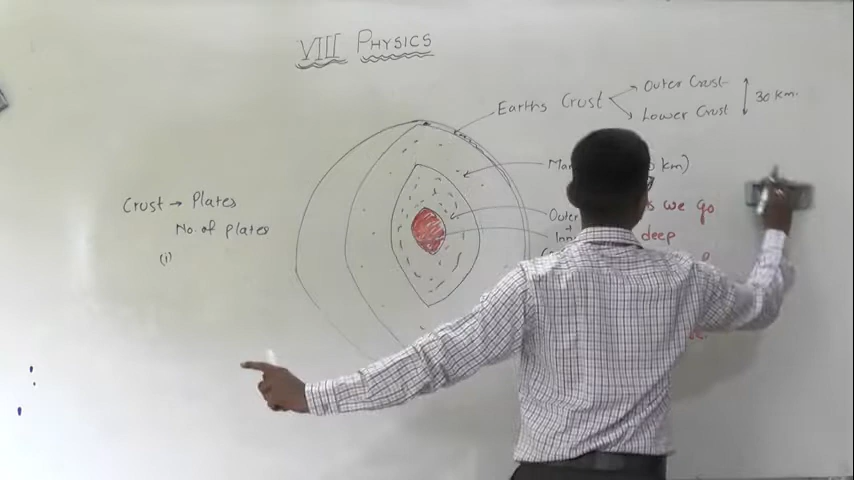 VIII PHYSICS
Earths Crust
Outer Crust
Lower Crust
30 km.
km)
Crust → Plates
No. of plates
(i)
Outer
we go
deep